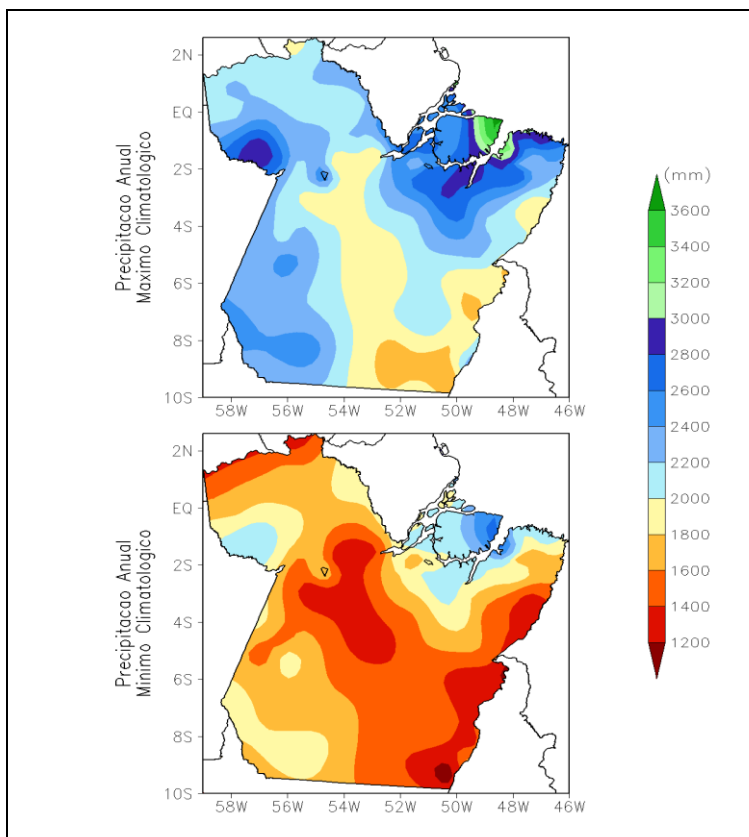 Precipitacao Anual
Maximo Climatologico
2N
EQ
2S
4S
6S
8S
10S
58W 56W 54W 52W 50W 48W 46W
(mm)
3600
3400
3200
3000
2800
2600
2400
2200
2000
1800
1600
1400
1200
Precipitacao Anual
Minimo Climatologico
2N
EQ
2S
4S
6S
8S
10S
58W 56W 54W 52W 50W 48W 46W